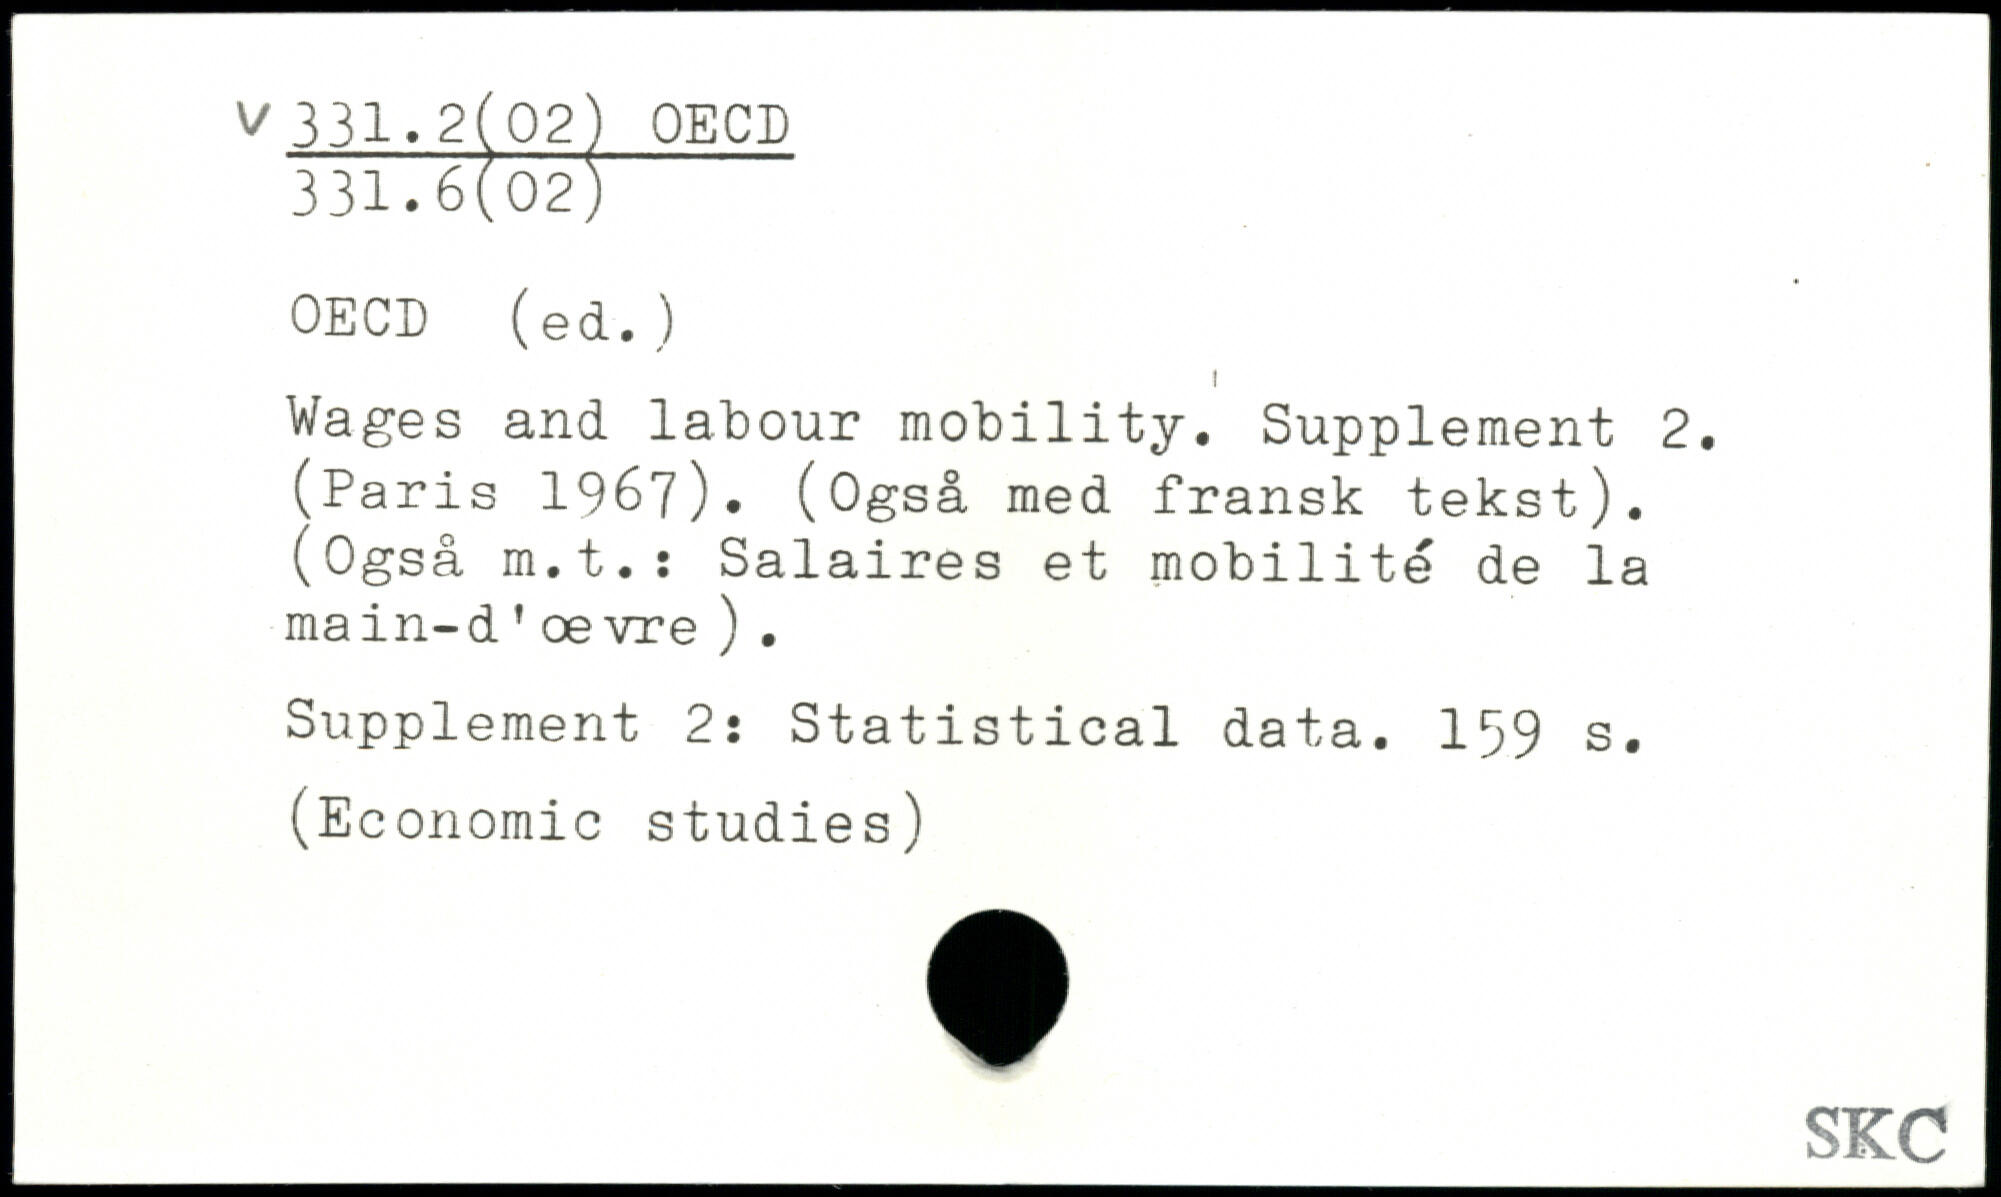 V 331.2(02) OECD
331.6(02)
OECD (ed.)
Wages and labour mobility. Supplement 2.
(Paris 1967). (Også med fransk tekst).
(Også m.t.: Salaires et mobilité de la
main-d'œvre).
Supplement 2: Statistical data. 159 s.
(Economic studies)
SKC